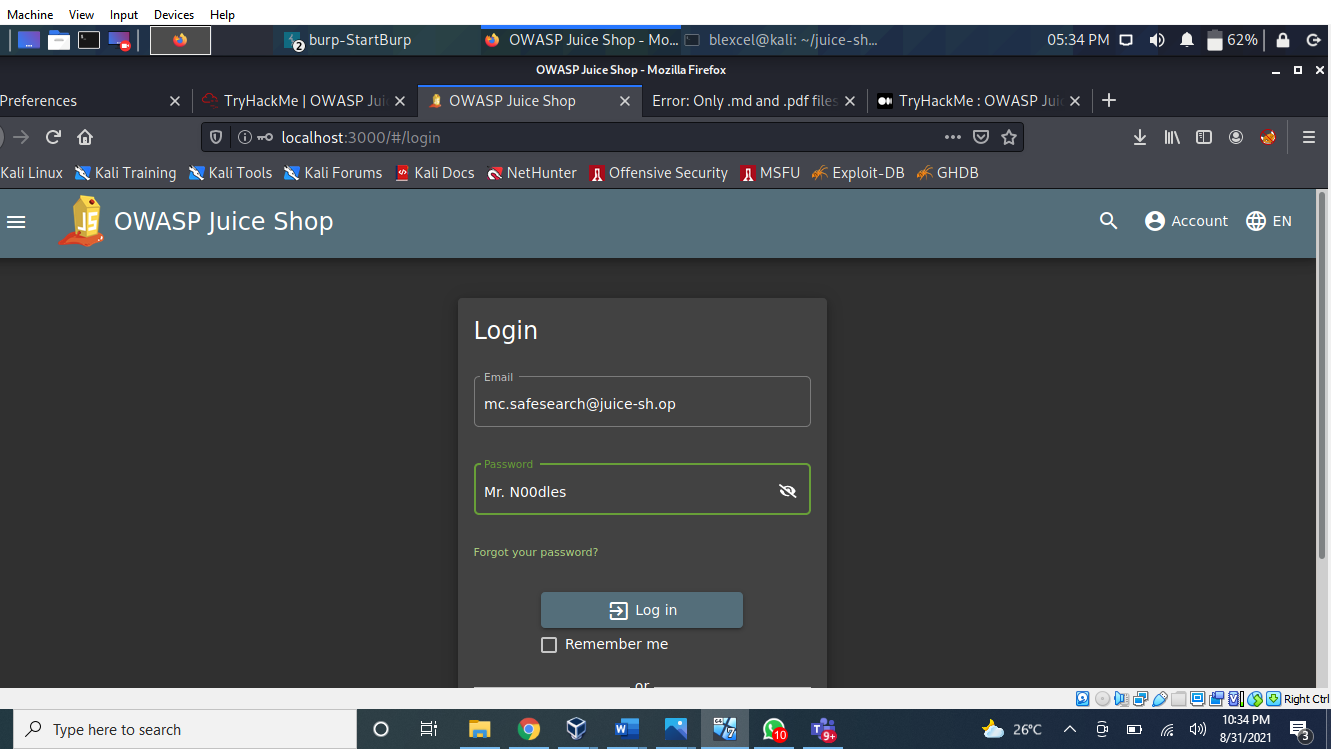 Machine View Input Devices Help
2 burp-StartBurp OWASP Juice Shop - Mo... blexcel@kali: ~/juice-sh... 05:34 PM 62%
OWASP Juice Shop - Mozilla Firefox
Preferences TryHackMe | OWASP Jui OWASP Juice Shop Error: Only .md and .pdf files TryHackMe : OWASP Jui
localhost:3000/#/login
Kali Linux Kali Training Kali Tools Kali Forums Kali Docs NetHunter Offensive Security MSFU Exploit-DB GHDB
JS OWASP Juice Shop Account EN
Login
Email
mc.safesearch@juice-sh.op
Password
Mr. N00dles
Forgot your password?
Log in
Remember me
or
Right Ctrl
Type here to search W 64 7 10 9+ 26°C 10:34 PM
8/31/2021 3